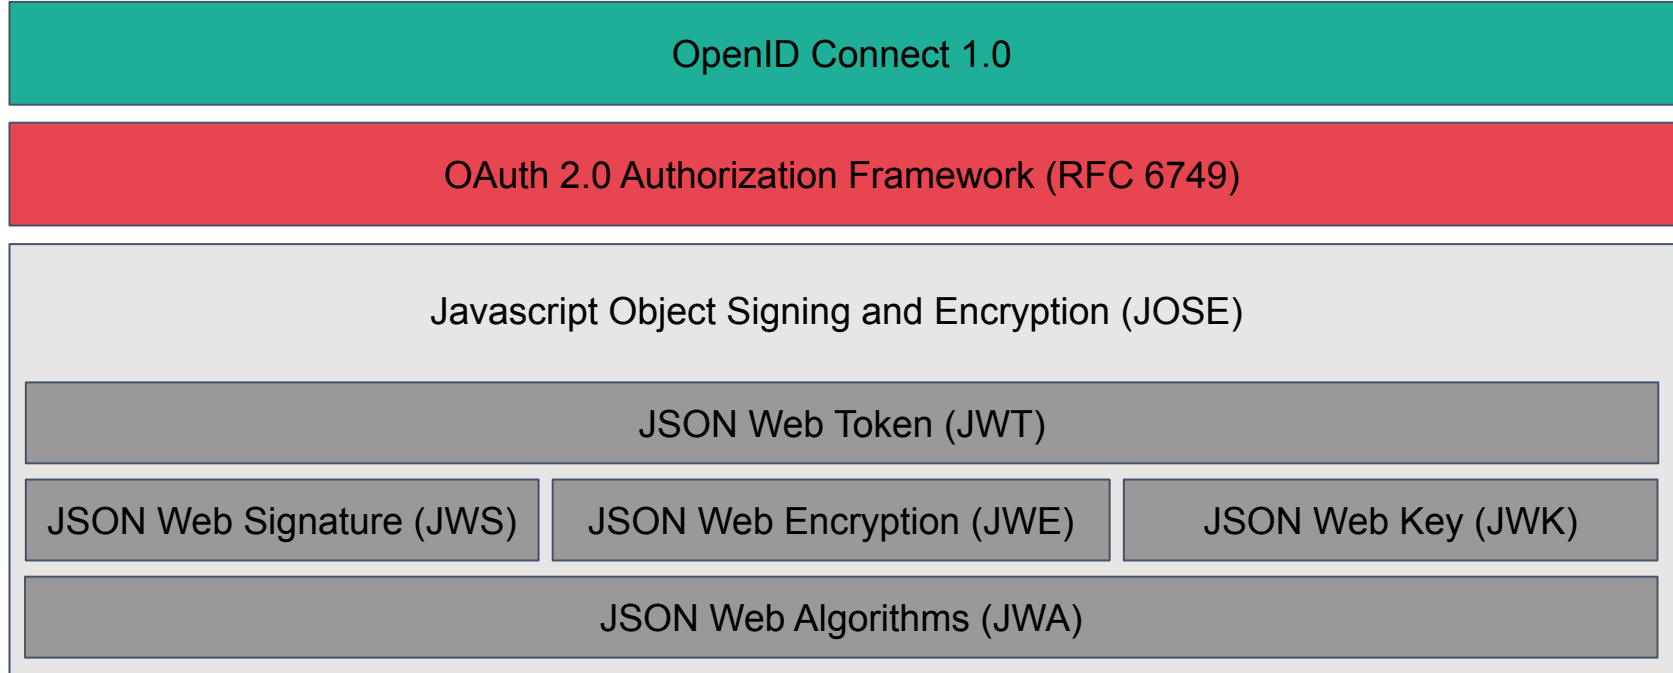 OpenID Connect 1.0
OAuth 2.0 Authorization Framework (RFC 6749)
Javascript Object Signing and Encryption (JOSE)
JSON Web Token (JWT)
JSON Web Signature (JWS)
JSON Web Encryption (JWE)
JSON Web Key (JWK)
JSON Web Algorithms (JWA)